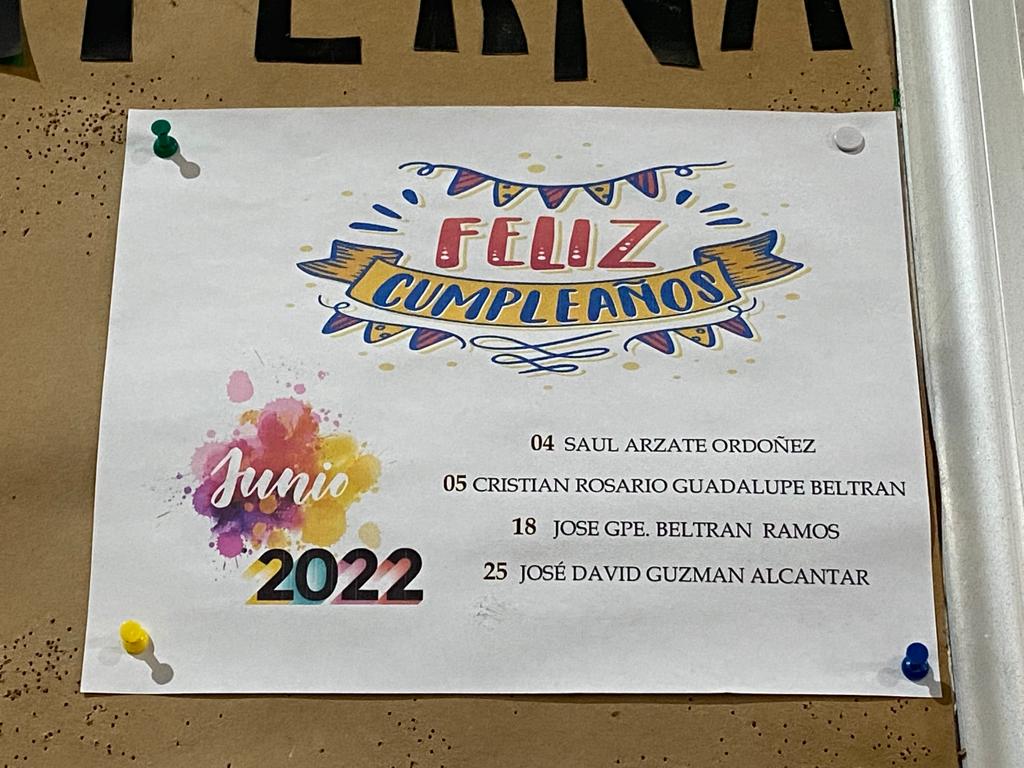 FELIZ
CUMPLEAÑOS
Junio
2022
04 SAUL ARZATE ORDOÑEZ
05 CRISTIAN ROSARIO GUADALUPE BELTRAN
18 JOSE GPE. BELTRAN RAMOS
25 JOSÉ DAVID GUZMAN ALCANTAR